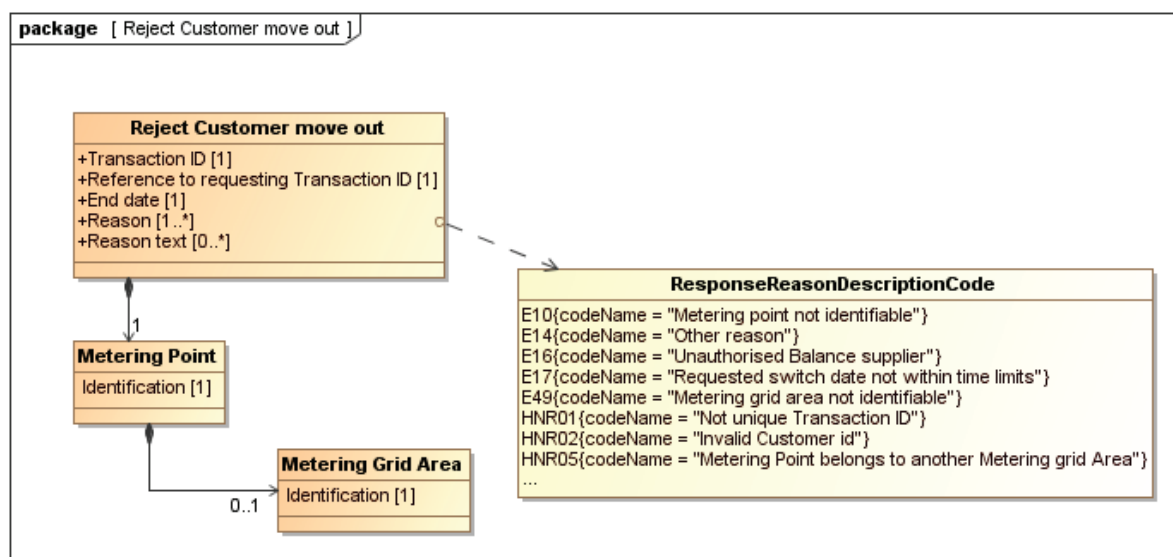 package [ Reject Customer move out ]
Reject Customer move out
+Transaction ID [1]
+Reference to requesting Transaction ID [1]
+End date [1]
+Reason [1..*]
+Reason text [0..*]
1
Metering Point
Identification [1]
0..1
Metering Grid Area
Identification [1]
ResponseReasonDescriptionCode
E10{codeName = "Metering point not identifiable"}
E14{codeName = "Other reason"}
E16{codeName = "Unauthorised Balance supplier"}
E17{codeName = "Requested switch date not within time limits"}
E49{codeName = "Metering grid area not identifiable"}
HNR01{codeName = "Not unique Transaction ID"}
HNR02{codeName = "Invalid Customer id"}
HNR05{codeName = "Metering Point belongs to another Metering grid Area"}
...